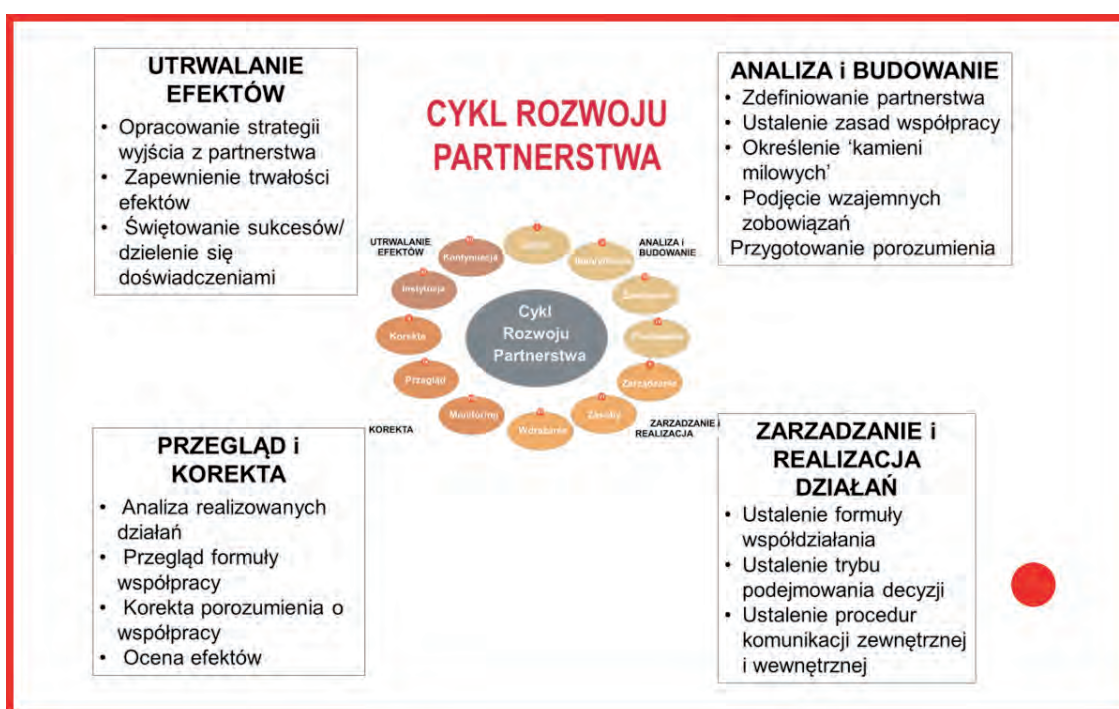 UTRWALANIE
EFEKTÓW
• Opracowanie strategii
wyjścia z partnerstwa
• Zapewnienie trwałości
efektów
• Świętowanie sukcesów/
dzielenie się
doświadczeniami
CYKL ROZWOJU
PARTNERSTWA
ANALIZA i BUDOWANIE
• Zdefiniowanie partnerstwa
• Ustalenie zasad współpracy
• Określenie ‘kamieni
milowych’
• Podjęcie wzajemnych
zobowiązań
Przygotowanie porozumienia
UTRWALANIE
EFEKTÓW
ANALIZA i
BUDOWANIE
Kontynuacja
Instytucja
Korekta
Przegląd
Monitoring
Wdrażanie
Zasoby
Zarządzanie
Cykl
Rozwoju
Partnerstwa
KOREKTA
ZARZADZANIE i
REALIZACJA
PRZEGLĄD i
KOREKTA
• Analiza realizowanych
działań
• Przegląd formuły
współpracy
• Korekta porozumienia o
współpracy
• Ocena efektów
ZARZADZANIE i
REALIZACJA
DZIAŁAŃ
• Ustalenie formuły
współdziałania
• Ustalenie trybu
podejmowania decyzji
• Ustalenie procedur
komunikacji zewnętrznej
i wewnętrznej